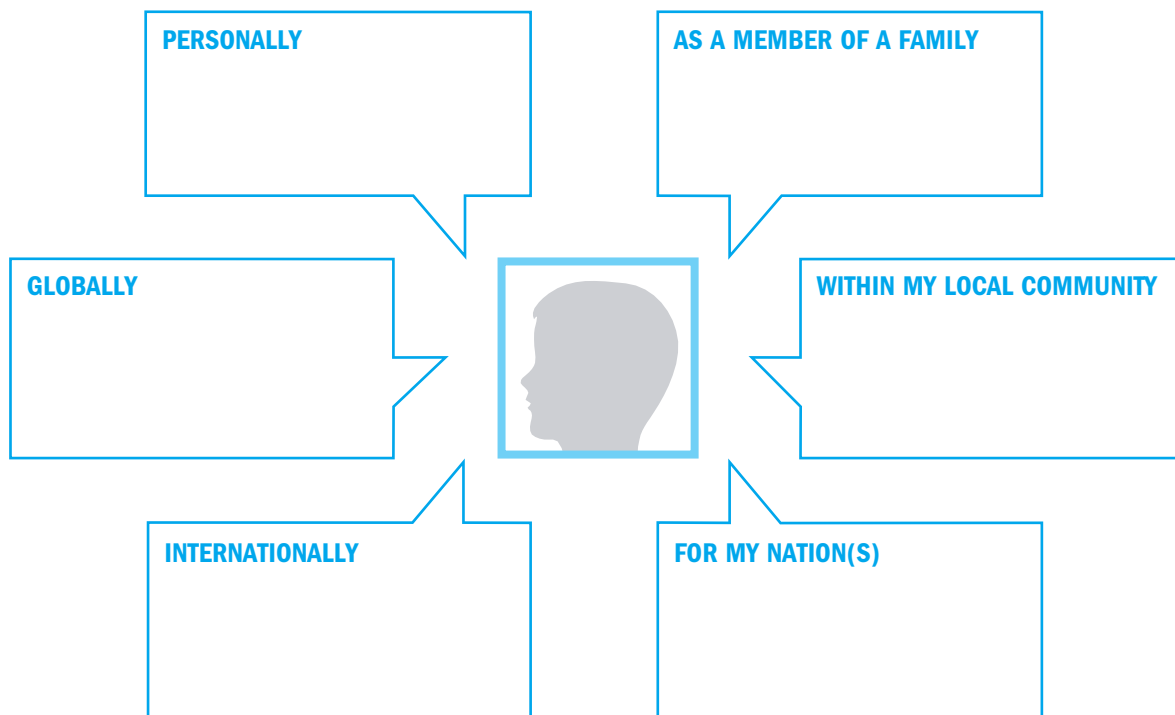 PERSONALLY
AS A MEMBER OF A FAMILY
GLOBALLY
WITHIN MY LOCAL COMMUNITY
INTERNATIONALLY
FOR MY NATION(S)